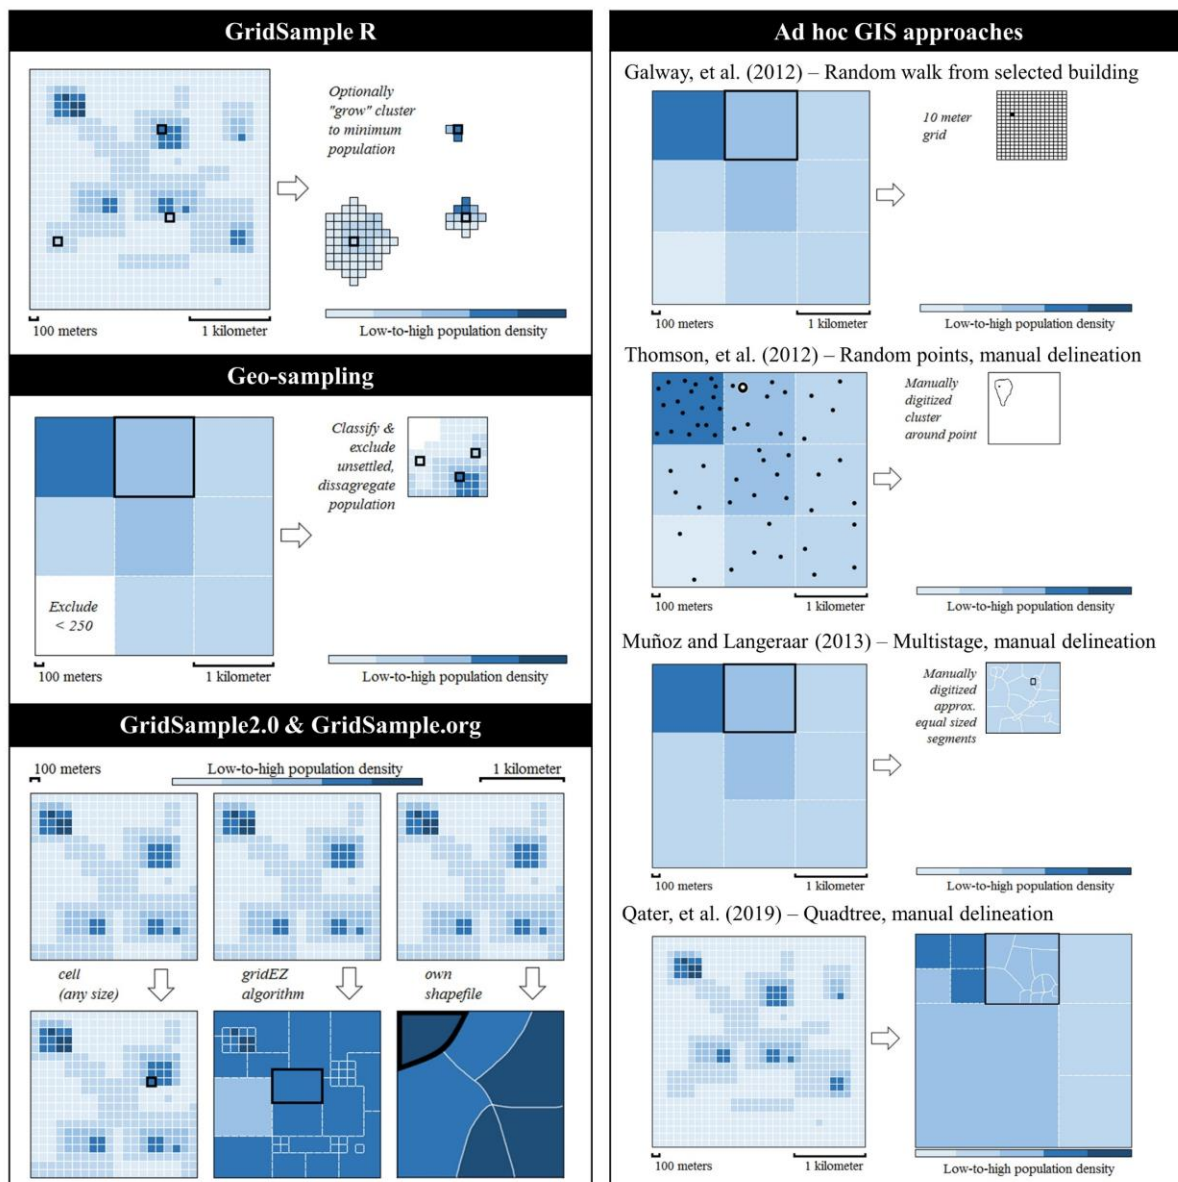 GridSample R
Optionally
"grow" cluster
to minimum
population
100 meters
1 kilometer
Low-to-high population density
Geo-sampling
Classify &
exclude
unsettled,
dissagregate
population
Exclude
< 250
100 meters
1 kilometer
Low-to-high population density
GridSample2.0 & GridSample.org
100 meters
Low-to-high population density
1 kilometer
cell
(any size)
gridEZ
algorithm
own
shapefile
Ad hoc GIS approaches
Galway, et al. (2012) – Random walk from selected building
10 meter
grid
100 meters
1 kilometer
Low-to-high population density
Thomson, et al. (2012) – Random points, manual delineation
Manually
digitized
cluster
around point
100 meters
1 kilometer
Low-to-high population density
Muñoz and Langeraar (2013) – Multistage, manual delineation
Manually
digitized
approx.
equal sized
segments
100 meters
1 kilometer
Low-to-high population density
Qater, et al. (2019) – Quadtree, manual delineation
100 meters
1 kilometer
Low-to-high population density